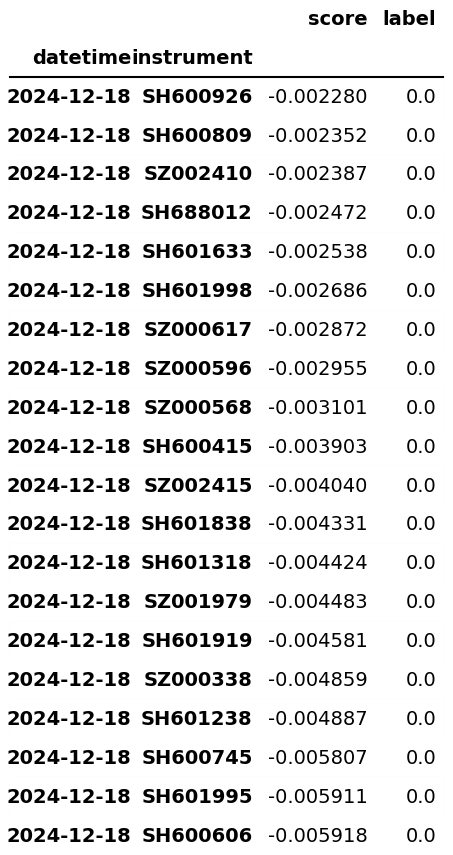 score label
datetime instrument
2024-12-18 SH600926 -0.002280 0.0
2024-12-18 SH600809 -0.002352 0.0
2024-12-18 SZ002410 -0.002387 0.0
2024-12-18 SH688012 -0.002472 0.0
2024-12-18 SH601633 -0.002538 0.0
2024-12-18 SH601998 -0.002686 0.0
2024-12-18 SZ000617 -0.002872 0.0
2024-12-18 SZ000596 -0.002955 0.0
2024-12-18 SZ000568 -0.003101 0.0
2024-12-18 SH600415 -0.003903 0.0
2024-12-18 SZ002415 -0.004040 0.0
2024-12-18 SH601838 -0.004331 0.0
2024-12-18 SH601318 -0.004424 0.0
2024-12-18 SZ001979 -0.004483 0.0
2024-12-18 SH601919 -0.004581 0.0
2024-12-18 SZ000338 -0.004859 0.0
2024-12-18 SH601238 -0.004887 0.0
2024-12-18 SH600745 -0.005807 0.0
2024-12-18 SH601995 -0.005911 0.0
2024-12-18 SH600606 -0.005918 0.0